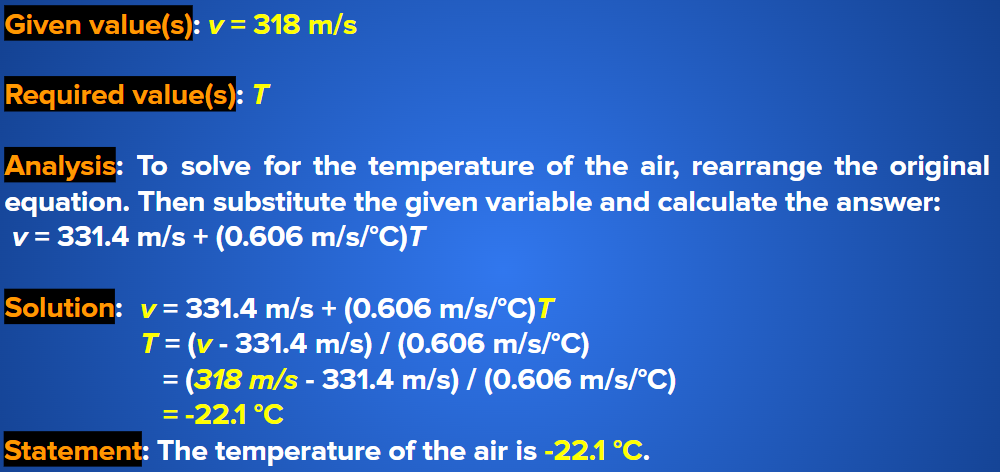 Given value(s): v = 318 m/s
Required value(s): T
Analysis: To solve for the temperature of the air, rearrange the original
equation. Then substitute the given variable and calculate the answer:
v = 331.4 m/s + (0.606 m/s/°C)T
Solution: v = 331.4 m/s + (0.606 m/s/°C)T
T = (v - 331.4 m/s) / (0.606 m/s/°C)
= (318 m/s - 331.4 m/s) / (0.606 m/s/°C)
= -22.1 °C
Statement: The temperature of the air is -22.1 °C.